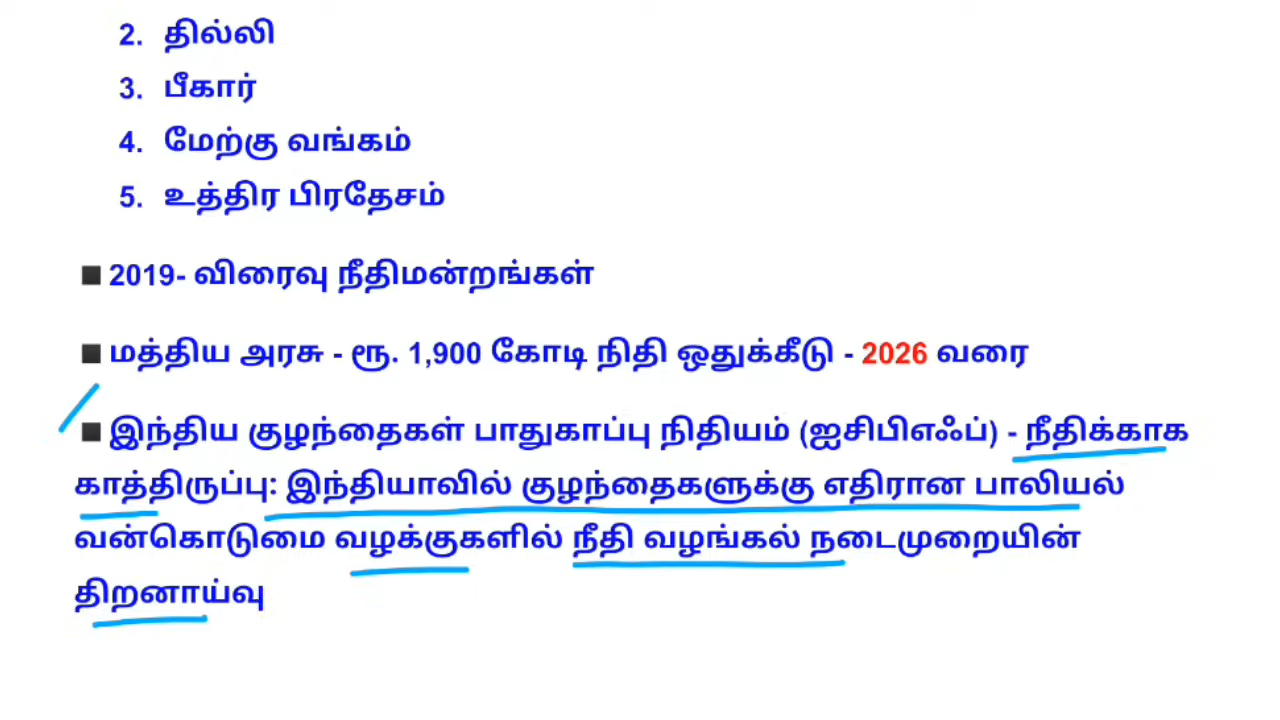 2. தில்லி
3. பீகார்
4. மேற்கு வங்கம்
5. உத்திர பிரதேசம்
◼ 2019- விரைவு நீதிமன்றங்கள்
◼ மத்திய அரசு - ரூ. 1,900 கோடி நிதி ஒதுக்கீடு - 2026 வரை
◼ இந்திய குழந்தைகள் பாதுகாப்பு நிதியம் (ஐசிபிஎஃப்) - நீதிக்காக
காத்திருப்பு: இந்தியாவில் குழந்தைகளுக்கு எதிரான பாலியல்
வன்கொடுமை வழக்குகளில் நீதி வழங்கல் நடைமுறையின்
திறனாய்வு